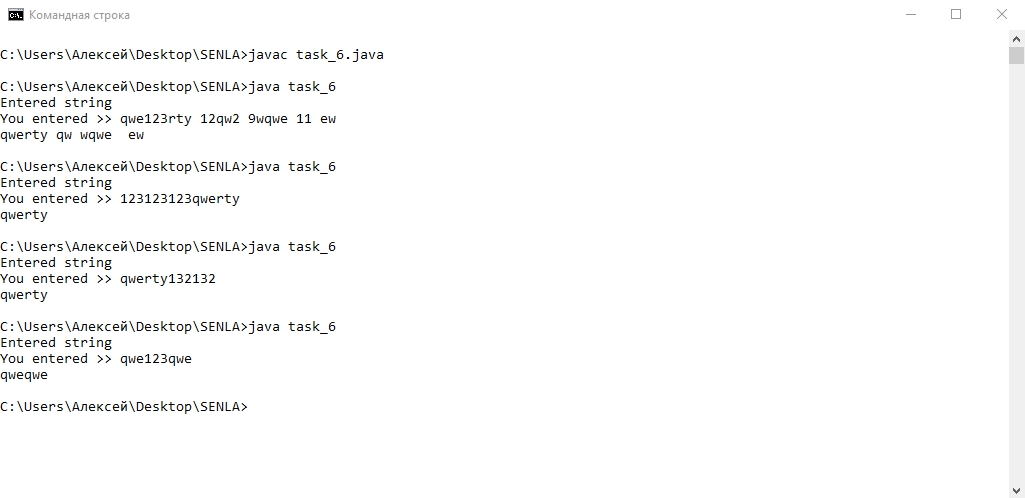 Командная строка
C:\Users\Алексей\Desktop\SENLA>javac task_6.java
C:\Users\Алексей\Desktop\SENLA>java task_6
Entered string
You entered >> qwe123rty 12qw2 9wqwe 11 ew
qwerty qw wqwe  ew
C:\Users\Алексей\Desktop\SENLA>java task_6
Entered string
You entered >> 123123123qwerty
qwerty
C:\Users\Алексей\Desktop\SENLA>java task_6
Entered string
You entered >> qwerty132132
qwerty
C:\Users\Алексей\Desktop\SENLA>java task_6
Entered string
You entered >> qwe123qwe
qweqwe
C:\Users\Алексей\Desktop\SENLA>